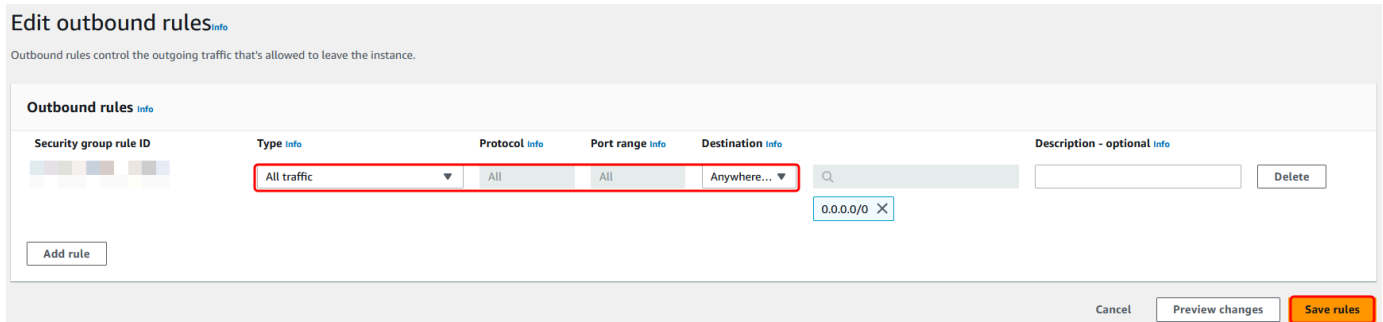 Edit outbound rules Info
Outbound rules control the outgoing traffic that's allowed to leave the instance.
Outbound rules Info
Security group rule ID Type Info Protocol Info Port range Info Destination Info Description - optional Info
All traffic All All Anywhere... Delete
0.0.0.0/0
Add rule
Cancel Preview changes Save rules